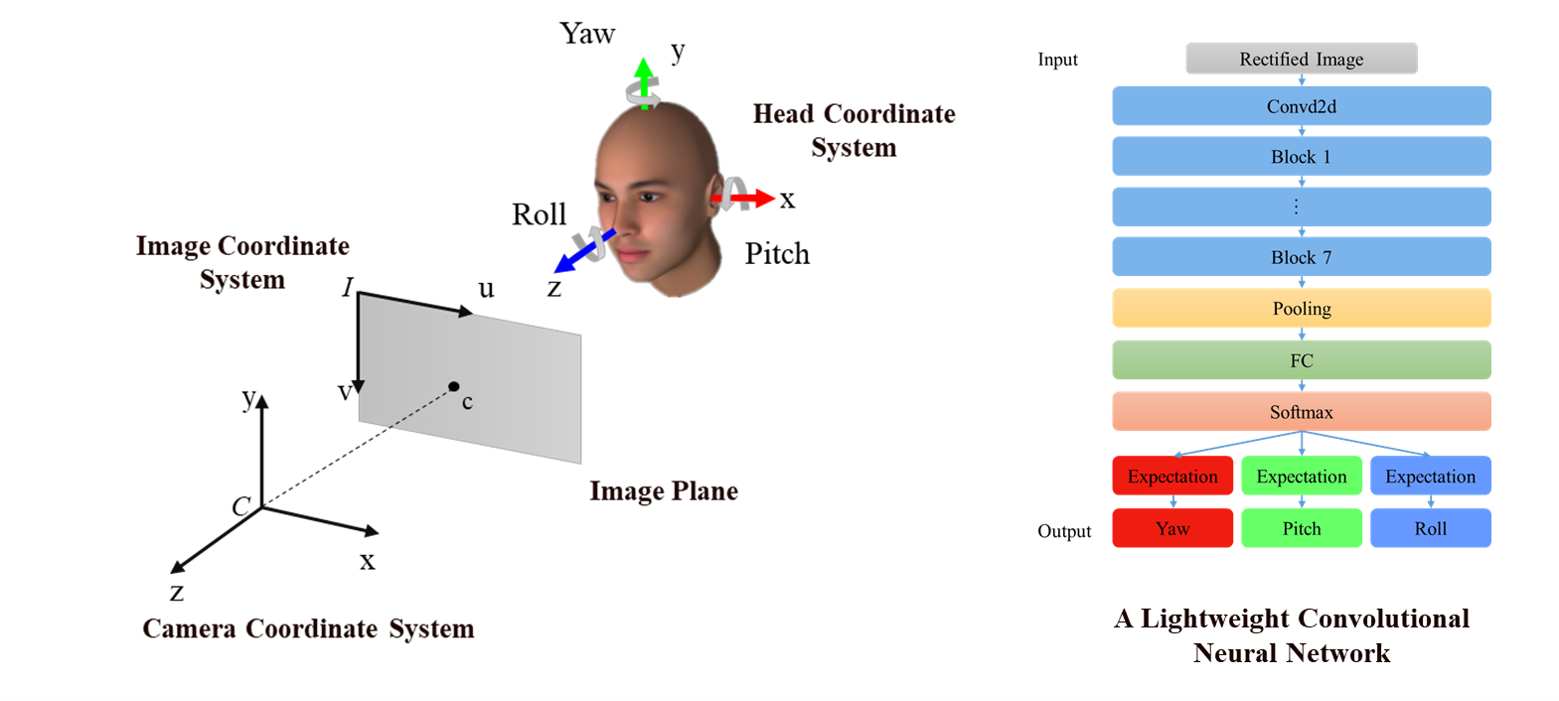 Yaw
y
Head Coordinate
System
x
Roll
Pitch
z
Image Coordinate
System
I
u
v
c
y
C
Image Plane
x
z
Camera Coordinate System
Input
Rectified Image
Convd2d
Block 1
⋮
Block 7
Pooling
FC
Softmax
Expectation
Expectation
Expectation
Output
Yaw
Pitch
Roll
A Lightweight Convolutional
Neural Network